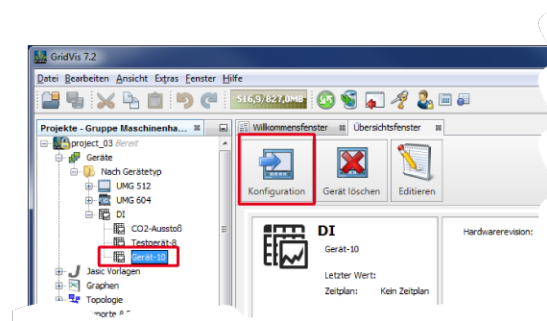 GridVis 7.2
Datei Bearbeiten Ansicht Extras Fenster Hilfe
516,9/827,0MB
Projekte - Gruppe Maschinenha...
Willkommensfenster
Übersichtsfenster
project_03 Bereit
Geräte
Nach Gerätetyp
UMG 512
UMG 604
DI
CO2-Ausstoß
Testgerät-8
Gerät-10
Jasic Vorlagen
Graphen
Topologie
Konfiguration
Gerät löschen
Editieren
DI
Gerät-10
Letzter Wert:
Zeitplan: Kein Zeitplan
Hardwarerevision: